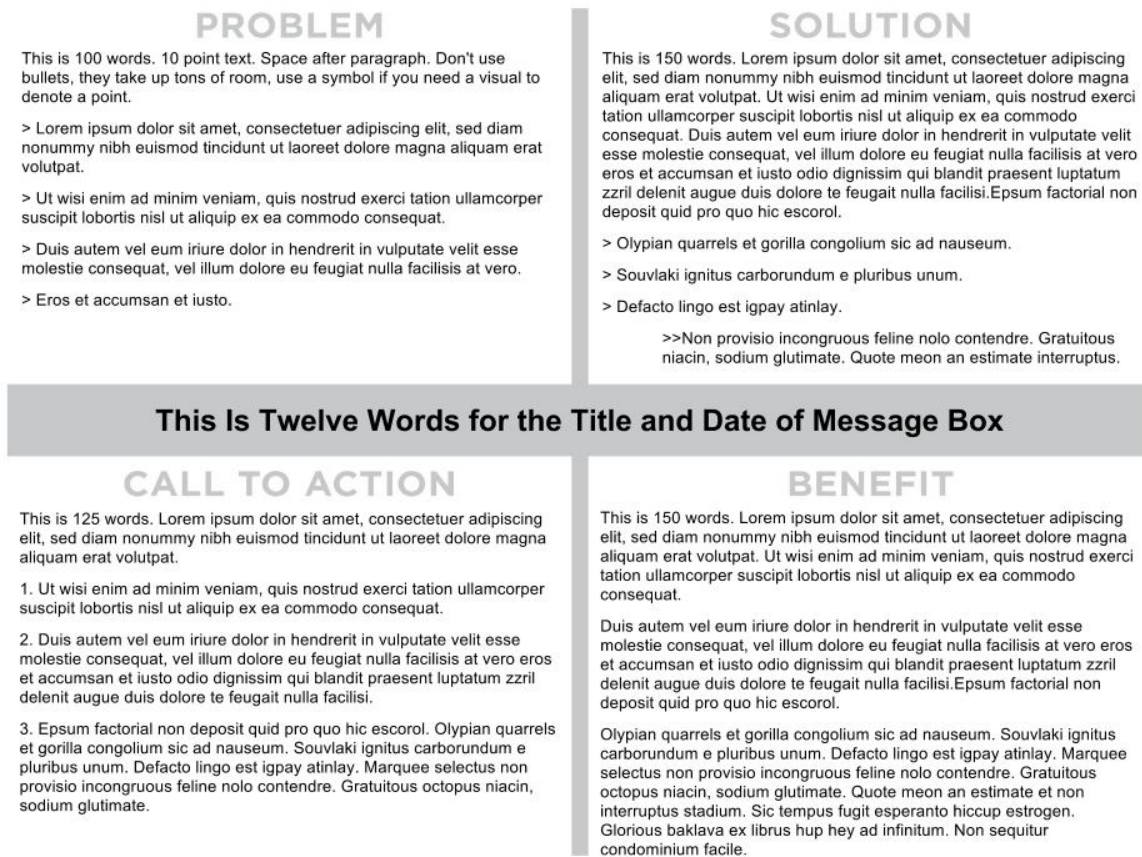 PROBLEM
This is 100 words. 10 point text. Space after paragraph. Don't use
bullets, they take up tons of room, use a symbol if you need a visual to
denote a point.
> Lorem ipsum dolor sit amet, consectetuer adipiscing elit, sed diam
nonummy nibh euismod tincidunt ut laoreet dolore magna aliquam erat
volutpat.
> Ut wisi enim ad minim veniam, quis nostrud exerci tation ullamcorper
suscipit lobortis nisl ut aliquip ex ea commodo consequat.
> Duis autem vel eum iriure dolor in hendrerit in vulputate velit esse
molestie consequat, vel illum dolore eu feugiat nulla facilisis at vero.
> Eros et accumsan et iusto.
SOLUTION
This is 150 words. Lorem ipsum dolor sit amet, consectetuer adipiscing
elit, sed diam nonummy nibh euismod tincidunt ut laoreet dolore magna
aliquam erat volutpat. Ut wisi enim ad minim veniam, quis nostrud exerci
tation ullamcorper suscipit lobortis nisl ut aliquip ex ea commodo
consequat. Duis autem vel eum iriure dolor in hendrerit in vulputate velit
esse molestie consequat, vel illum dolore eu feugiat nulla facilisis at vero
eros et accumsan et iusto odio dignissim qui blandit praesent luptatum
zzril delenit augue duis dolore te feugait nulla facilisi.Epsum factorial non
deposit quid pro quo hic escorol.
> Olypian quarrels et gorilla congolium sic ad nauseum.
> Souvlaki ignitus carborundum e pluribus unum.
> Defacto lingo est igpay atinlay.
>>Non provisio incongruous feline nolo contendre. Gratuitous
niacin, sodium glutimate. Quote meon an estimate interruptus.
This Is Twelve Words for the Title and Date of Message Box
CALL TO ACTION
This is 125 words. Lorem ipsum dolor sit amet, consectetuer adipiscing
elit, sed diam nonummy nibh euismod tincidunt ut laoreet dolore magna
aliquam erat volutpat.
1. Ut wisi enim ad minim veniam, quis nostrud exerci tation ullamcorper
suscipit lobortis nisl ut aliquip ex ea commodo consequat.
2. Duis autem vel eum iriure dolor in hendrerit in vulputate velit esse
molestie consequat, vel illum dolore eu feugiat nulla facilisis at vero eros
et accumsan et iusto odio dignissim qui blandit praesent luptatum zzril
delenit augue duis dolore te feugait nulla facilisi.
3. Epsum factorial non deposit quid pro quo hic escorol. Olypian quarrels
et gorilla congolium sic ad nauseum. Souvlaki ignitus carborundum e
pluribus unum. Defacto lingo est igpay atinlay. Marquee selectus non
provisio incongruous feline nolo contendre. Gratuitous octopus niacin,
sodium glutimate.
BENEFIT
This is 150 words. Lorem ipsum dolor sit amet, consectetuer adipiscing
elit, sed diam nonummy nibh euismod tincidunt ut laoreet dolore magna
aliquam erat volutpat. Ut wisi enim ad minim veniam, quis nostrud exerci
tation ullamcorper suscipit lobortis nisl ut aliquip ex ea commodo
consequat.
Duis autem vel eum iriure dolor in hendrerit in vulputate velit esse
molestie consequat, vel illum dolore eu feugiat nulla facilisis at vero eros
et accumsan et iusto odio dignissim qui blandit praesent luptatum zzril
delenit augue duis dolore te feugait nulla facilisi.Epsum factorial non
deposit quid pro quo hic escorol.
Olypian quarrels et gorilla congolium sic ad nauseum. Souvlaki ignitus
carborundum e pluribus unum. Defacto lingo est igpay atinlay. Marquee
selectus non provisio incongruous feline nolo contendre. Gratuitous
octopus niacin, sodium glutimate. Quote meon an estimate et non
interruptus stadium. Sic tempus fugit esperanto hiccup estrogen.
Glorious baklava ex librus hup hey ad infinitum. Non sequitur
condominium facile.